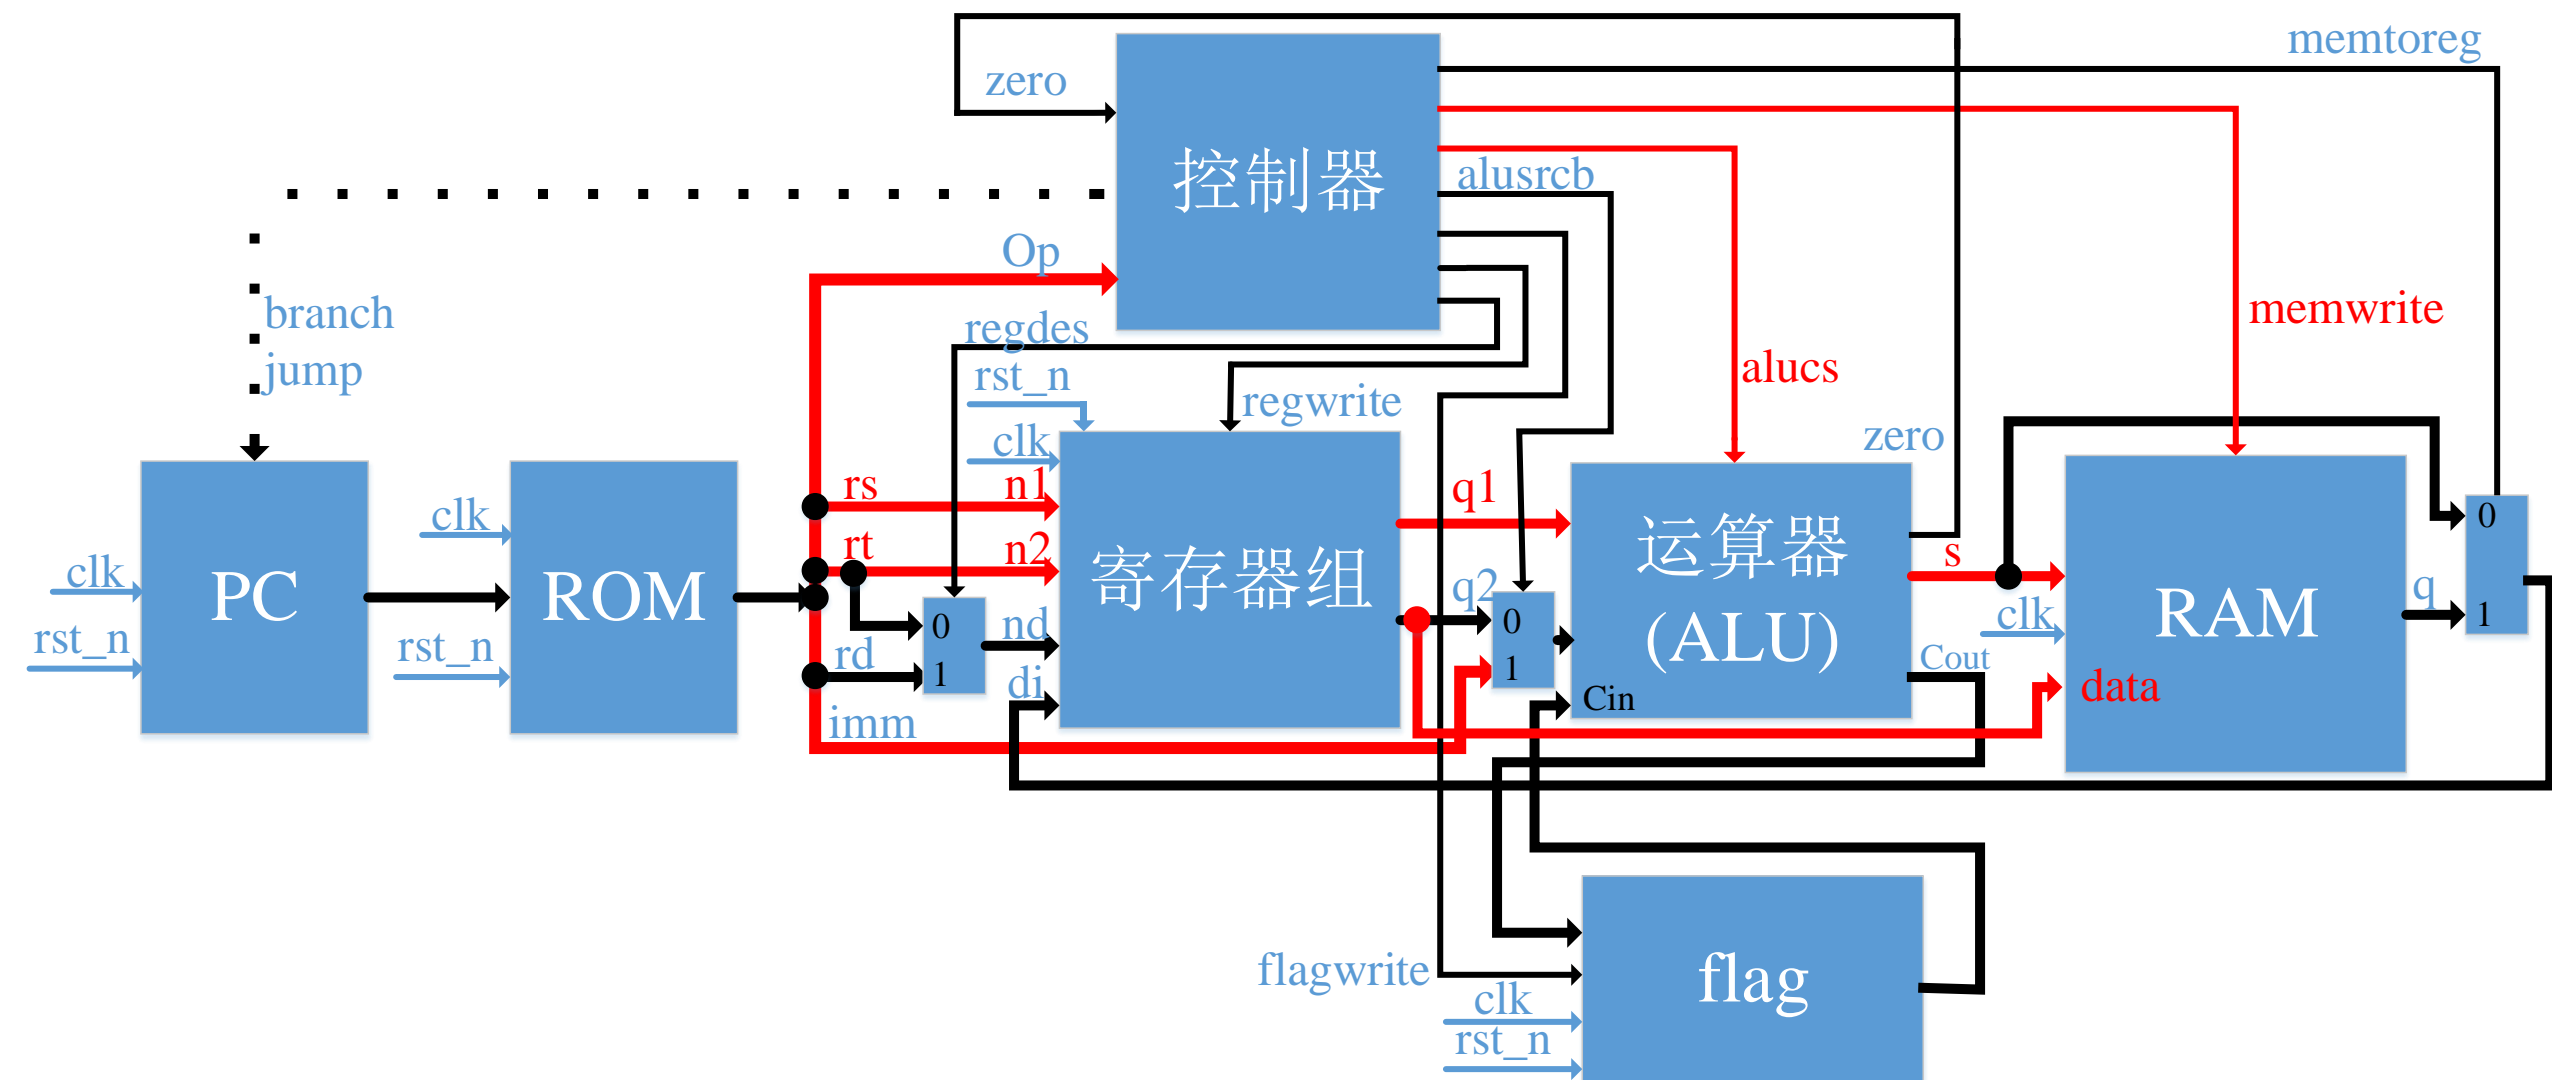 memtoreg
zero
控制器
alusrcb
Op
branch
jump
memwrite
regdes
alucs
rst_n
regwrite
clk
zero
rs
n1
q1
clk
0
rt
n2
运算器
s
clk
PC
ROM
寄存器组
q2
RAM
q
0
nd
0
(ALU)
clk
1
rst_n
rst_n
rd
1
1
Cout
di
Cin
data
imm
flagwrite
flag
clk
rst_n